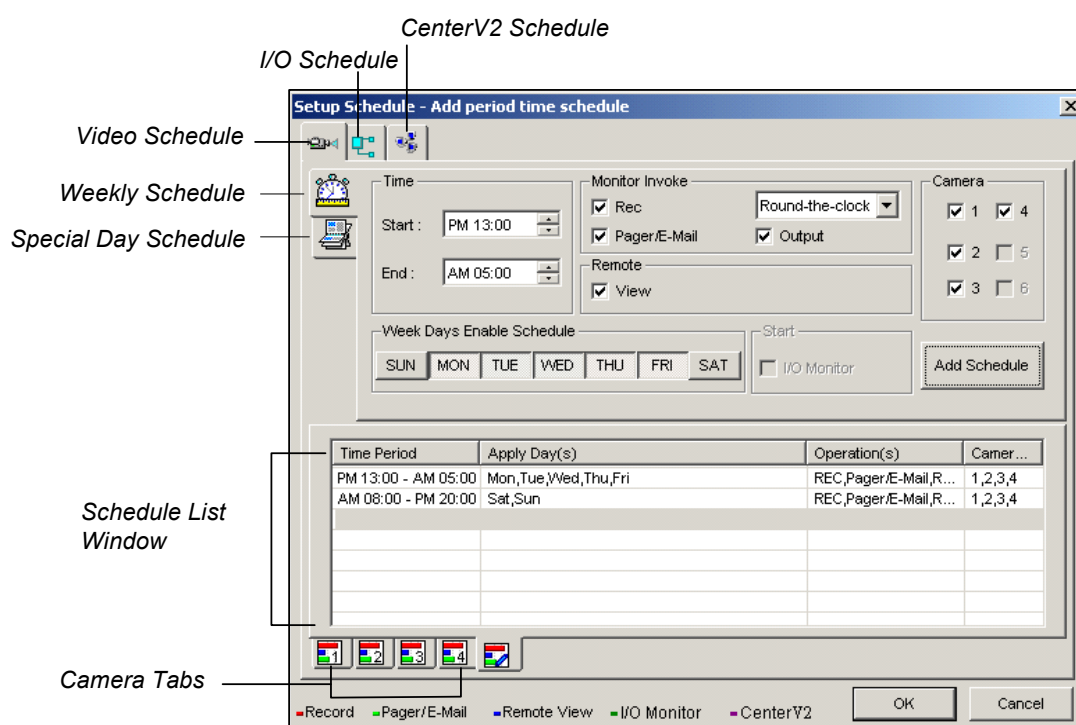 CenterV2 Schedule
I/O Schedule
Setup Schedule - Add period time schedule
Video Schedule
Weekly Schedule
Special Day Schedule
Time
Start :
PM 13:00
End :
AM 05:00
Monitor Invoke
Rec
Round-the-clock
Pager/E-Mail
Output
Remote
View
Camera
1
4
2
5
3
6
Week Days Enable Schedule
SUN MON TUE WED THU FRI SAT
Start
I/O Monitor
Add Schedule
Time Period Apply Day(s) Operation(s) Camer...
PM 13:00 - AM 05:00 Mon,Tue,Wed,Thu,Fri REC,Pager/E-Mail,R... 1,2,3,4
AM 08:00 - PM 20:00 Sat,Sun REC,Pager/E-Mail,R... 1,2,3,4
Schedule List
Window
1 2 3 4
Camera Tabs
Record Pager/E-Mail Remote View I/O Monitor CenterV2
OK
Cancel